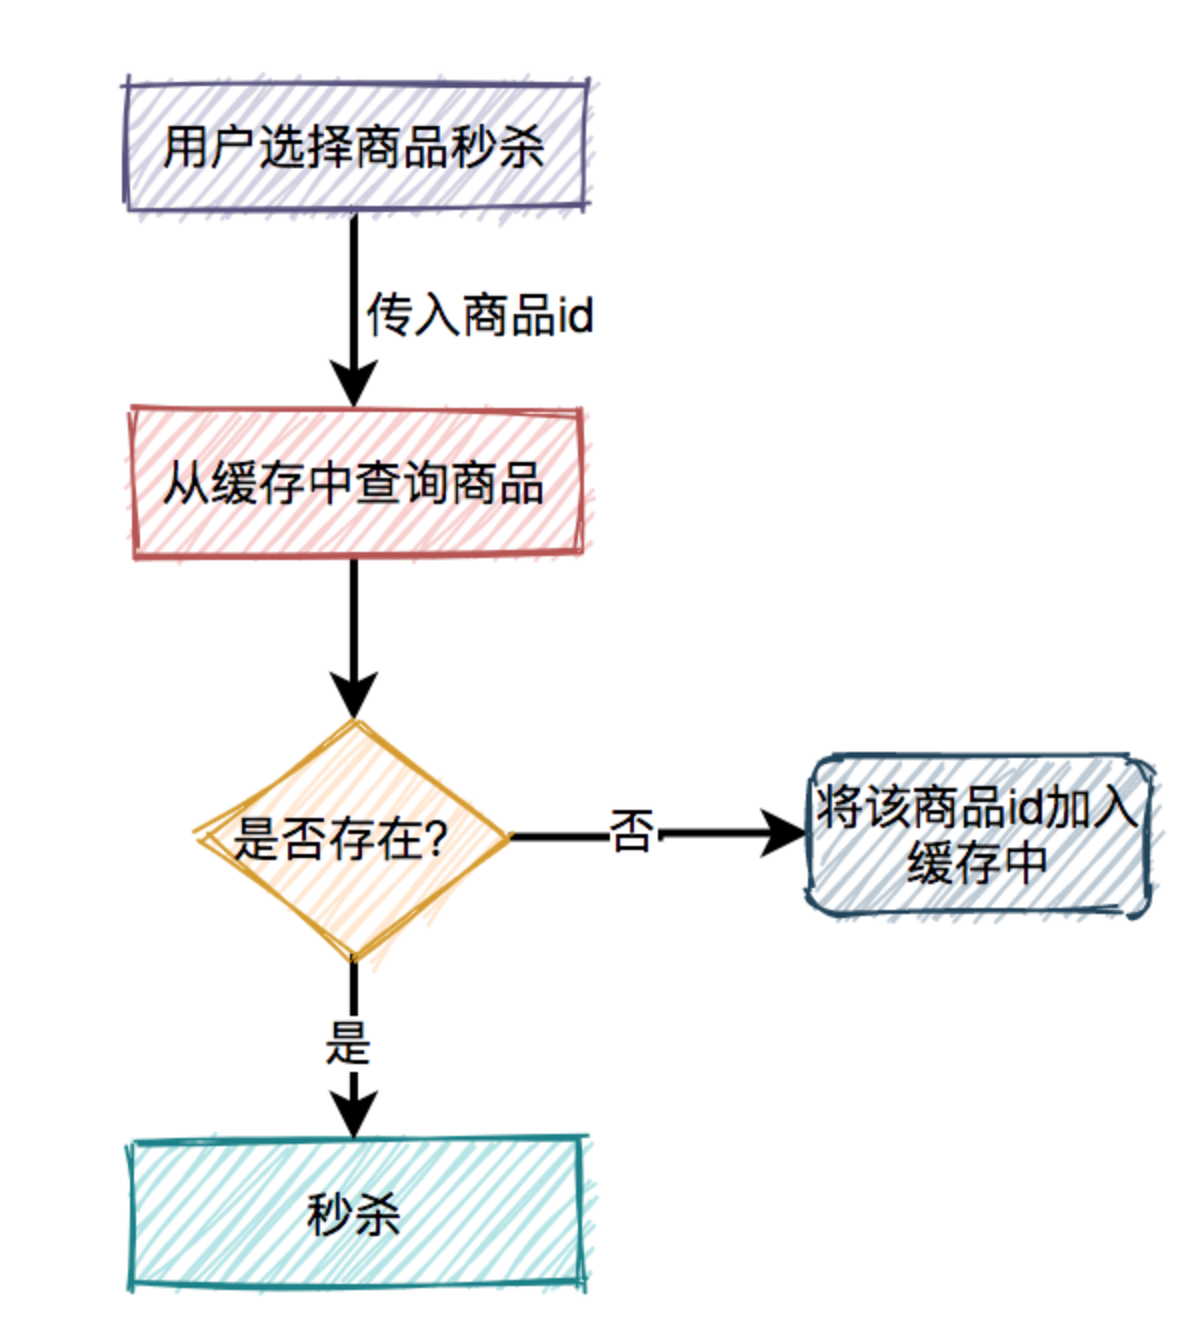 用户选择商品秒杀
传入商品id
从缓存中查询商品
是否存在?
否
将该商品id加入
缓存中
是
秒杀